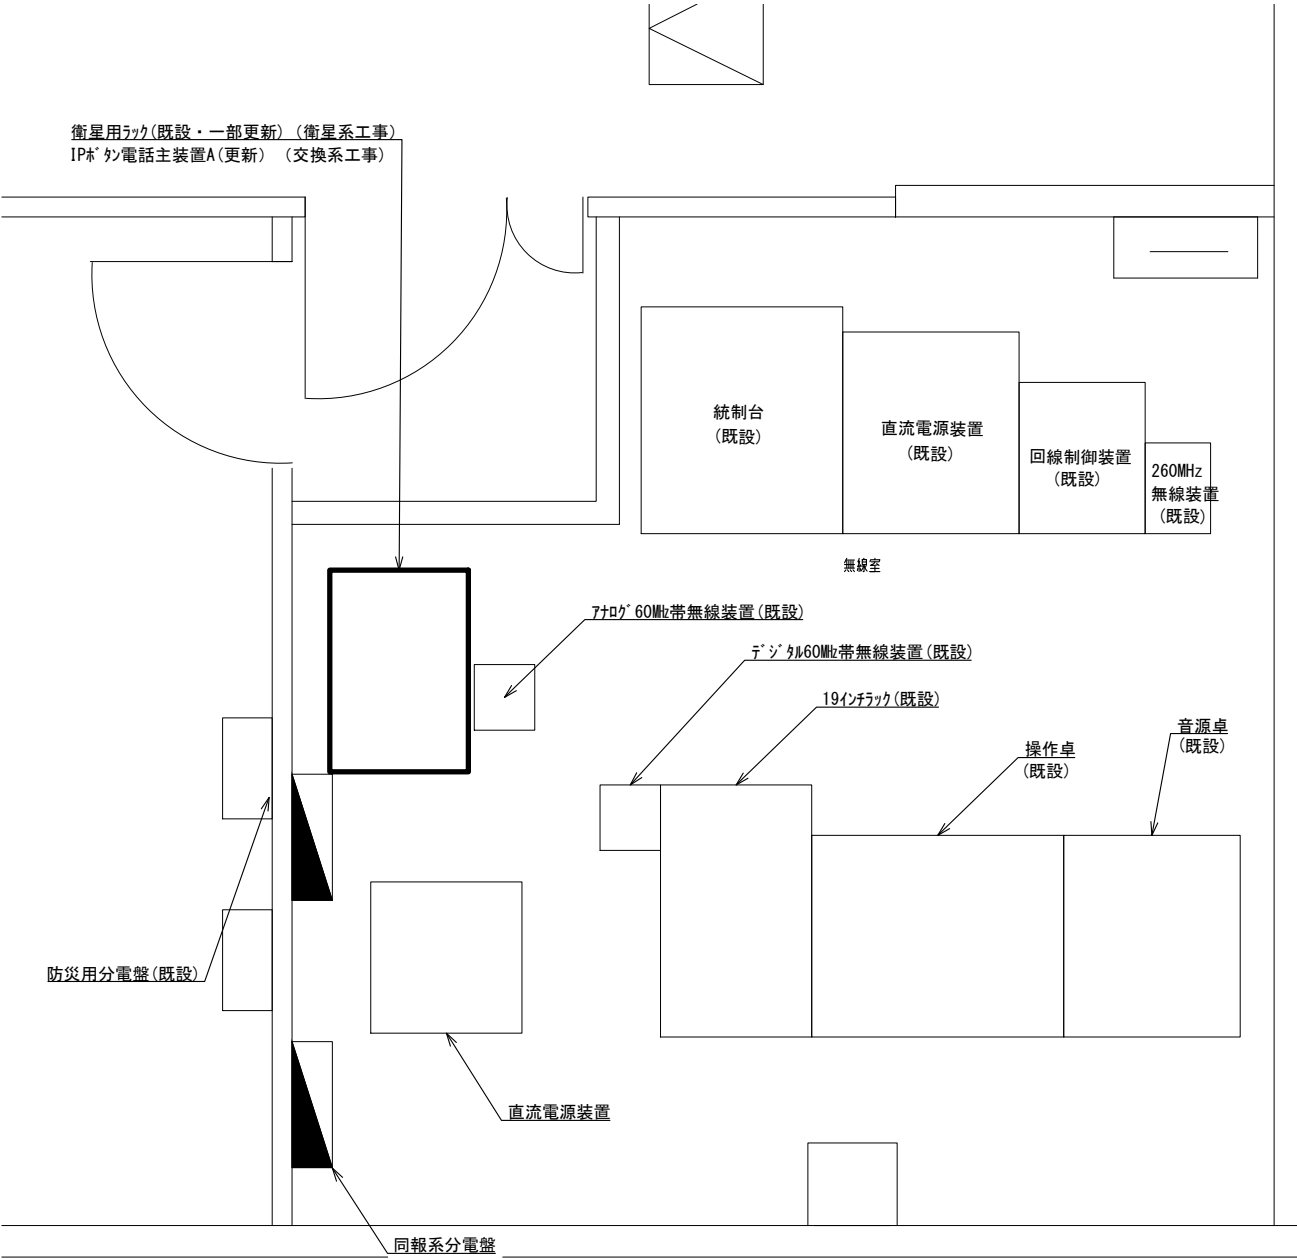 衛星用ﾗｯｸ(既設・一部更新)（衛星系工事）
IPﾎﾞﾀﾝ電話主装置A(更新)　（交換系工事）
統制台
(既設)
直流電源装置
(既設)
回線制御装置
(既設)
260MHz
無線装置
(既設)
無線室
ｱﾅﾛｸﾞ60MHz帯無線装置(既設)
ﾃﾞｼﾞﾀﾙ60MHz帯無線装置(既設)
19ｲﾝﾁﾗｯｸ(既設)
音源卓
(既設)
操作卓
(既設)
防災用分電盤(既設)
直流電源装置
同報系分電盤